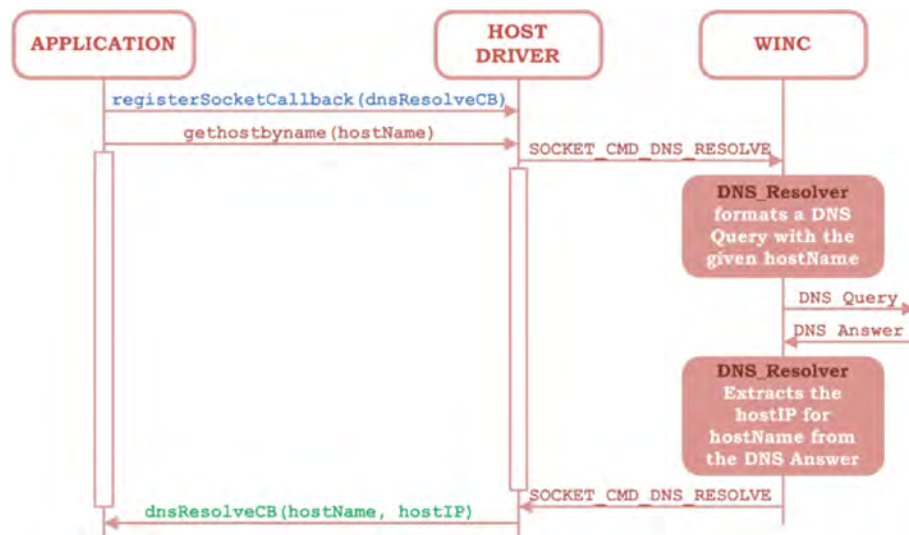 APPLICATION
HOST
DRIVER
WINC
registerSocketCallback(dnsResolveCB)
gethostbyname(hostName)
SOCKET_CMD_DNS_RESOLVE
DNS_Resolver
formats a DNS
Query with the
given hostName
DNS Query
DNS Answer
DNS_Resolver
Extracts the
hostIP for
hostName from
the DNS Answer
SOCKET_CMD_DNS_RESOLVE
dnsResolveCB(hostName, hostIP)